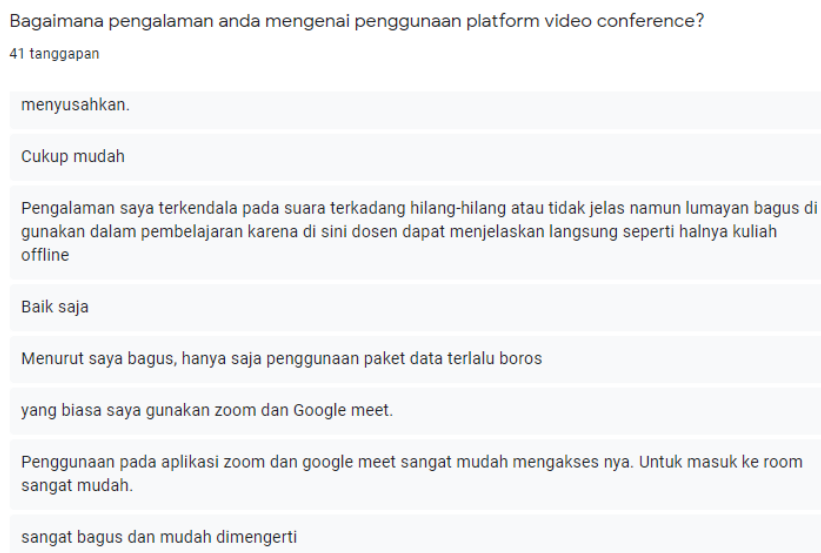 Bagaimana pengalaman anda mengenai penggunaan platform video conference?
41 tanggapan
menyusahkan.
Cukup mudah
Pengalaman saya terkendala pada suara terkadang hilang-hilang atau tidak jelas namun lumayan bagus di
gunakan dalam pembelajaran karena di sini dosen dapat menjelaskan langsung seperti halnya kuliah
offline
Baik saja
Menurut saya bagus, hanya saja penggunaan paket data terlalu boros
yang biasa saya gunakan zoom dan Google meet.
Penggunaan pada aplikasi zoom dan google meet sangat mudah mengakses nya. Untuk masuk ke room
sangat mudah.
sangat bagus dan mudah dimengerti